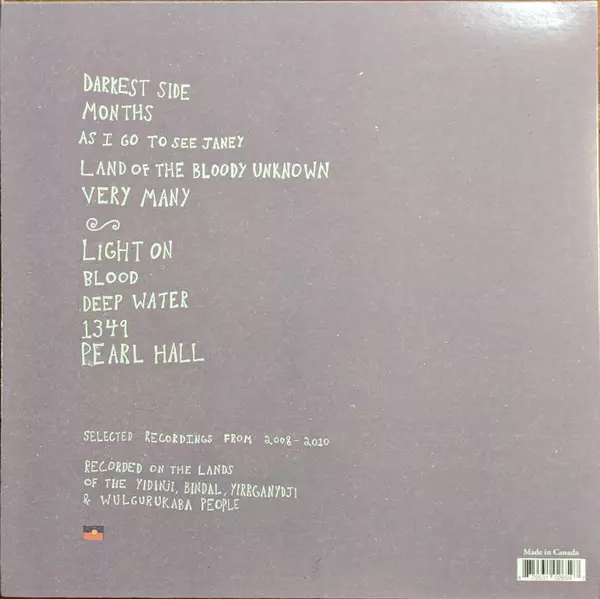 DARKEST SIDE
MONTHS
AS I GO TO SEE JANEY
LAND OF THE BLOODY UNKNOWN
VERY MANY
LIGHT ON
BLOOD
DEEP WATER
1349
PEARL HALL
SELECTED RECORDINGS FROM 2008-2010
RECORDED ON THE LANDS
OF THE YIDINJI, BINDAL, YIRRGANYDJI
& WULGURUKABA PEOPLE
Made in Canada